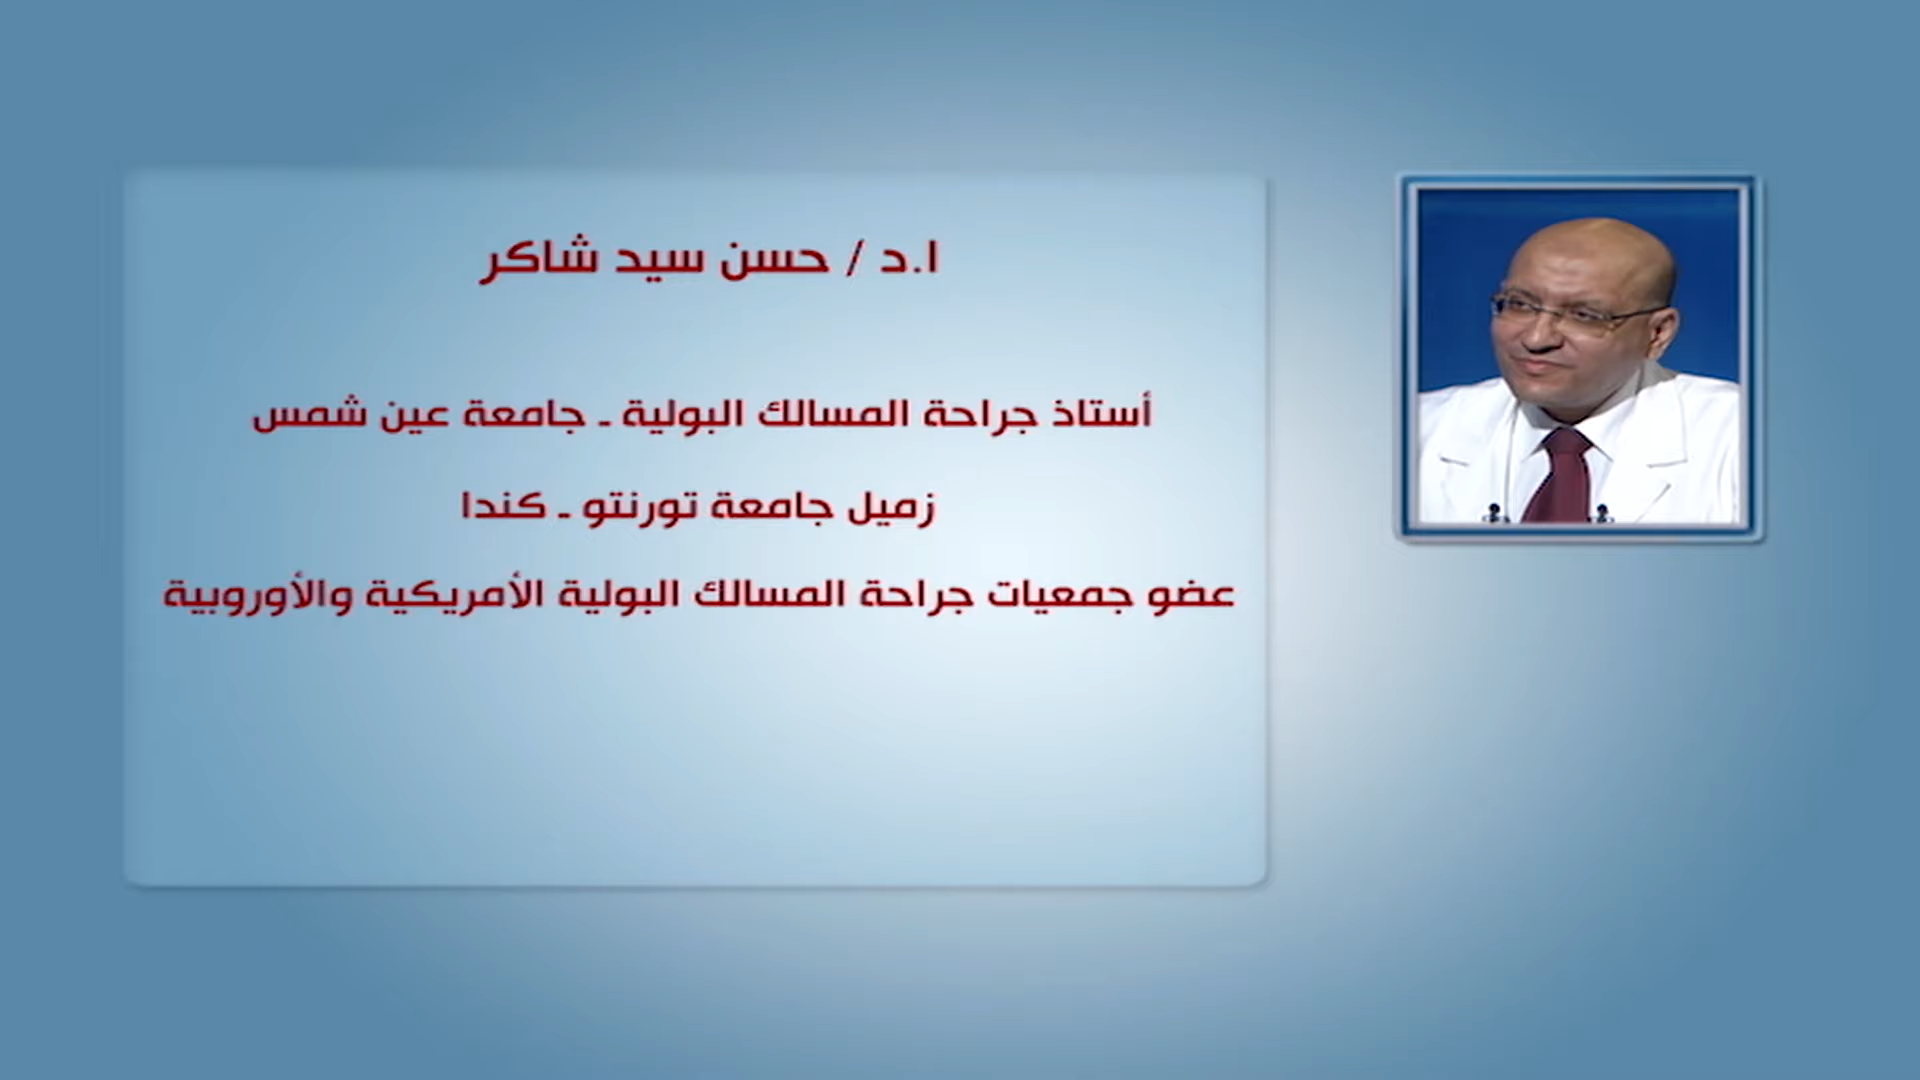 ا.د / حسن سيد شاكر
أستاذ جراحة المسالك البولية - جامعة عين شمس
زميل جامعة تورنتو - كندا
عضو جمعيات جراحة المسالك البولية الأمريكية والأوروبية